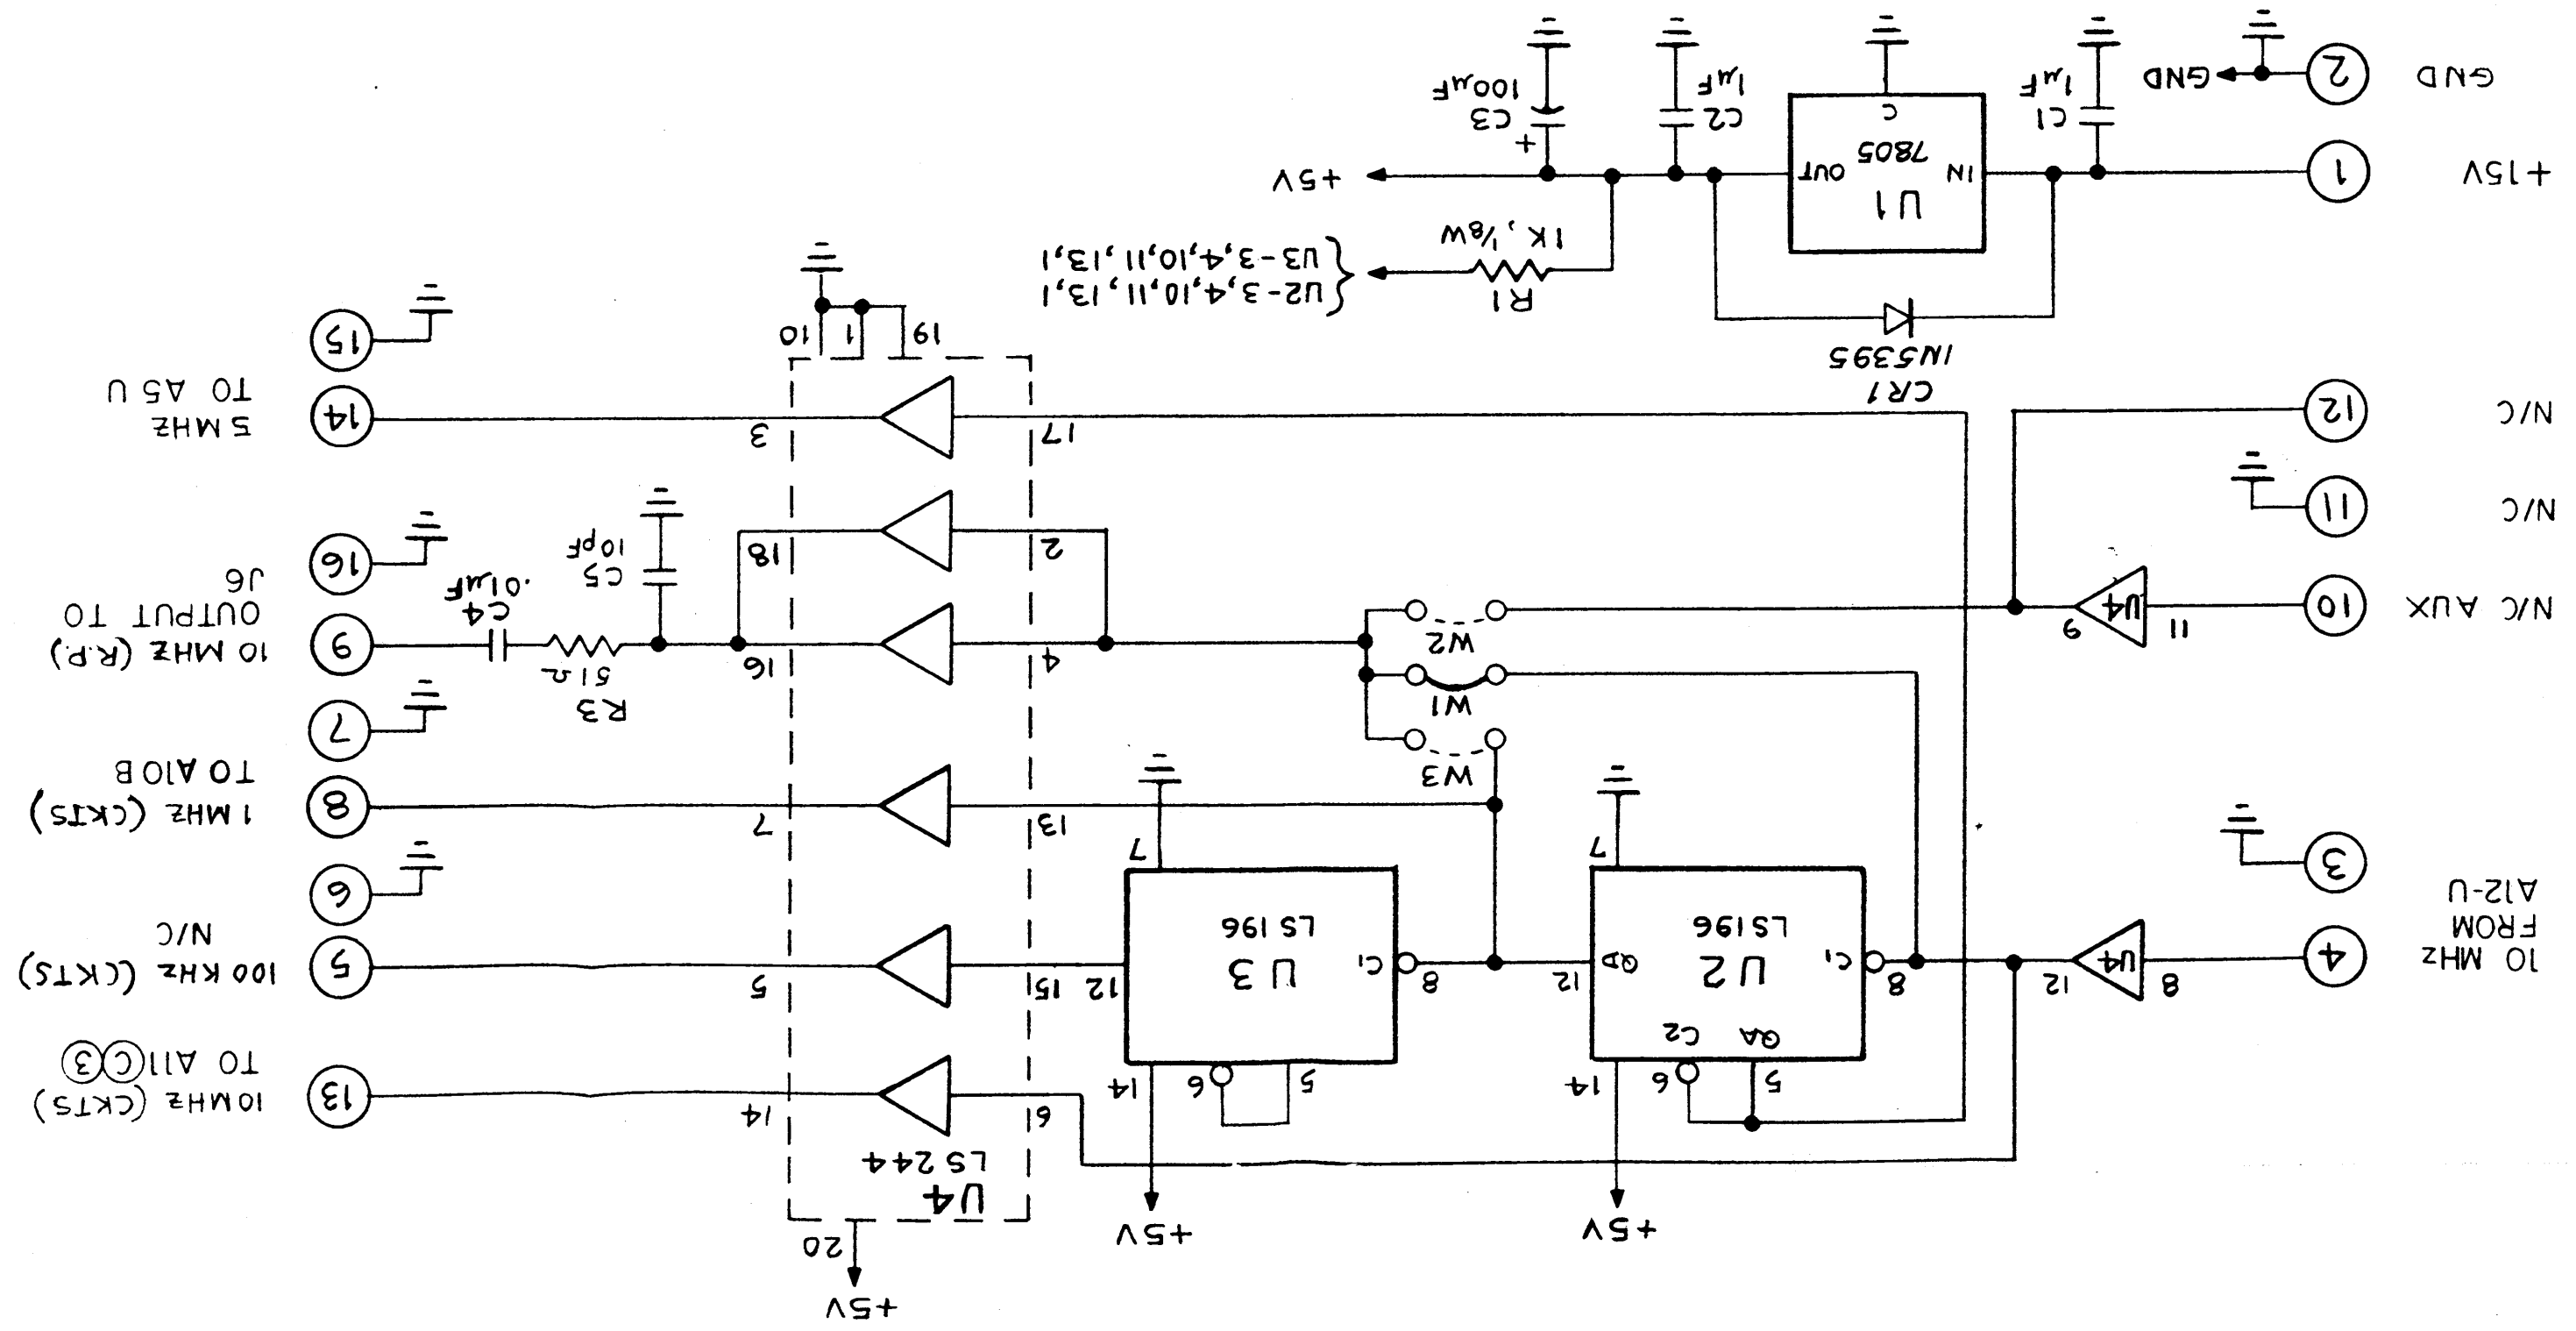 +5V
20
+5V
+5V
U4
LS244
10 MHZ
FROM
A12-U
4
3
8
U4
12
8
C1
QA
C2
5
6
14
U2
LS196
QD
12
7
8
C1
5
6
14
U3
LS196
12
7
6
14
13
10MHZ (CKTS)
TO A11 C 3
15
5
5
100 KHZ (CKTS)
N/C
6
13
7
8
1 MHZ (CKTS)
TO A10B
7
W3
W1
W2
N/C AUX
10
11
U4
9
N/C
11
N/C
12
4
16
R3
51Ω
C4
.01µF
9
10 MHZ (R.P.)
OUTPUT TO
J6
16
2
18
C5
10pF
17
3
14
5 MHZ
TO A5 U
15
19
1
10
CR1
1N5395
+15V
1
C1
1µF
IN
U1
7805
OUT
C
C2
1µF
R1
1K, 1/8W
U2-3,4,10,11,13,1
U3-3,4,10,11,13,1
+
C3
100µF
+5V
GND
2
GND